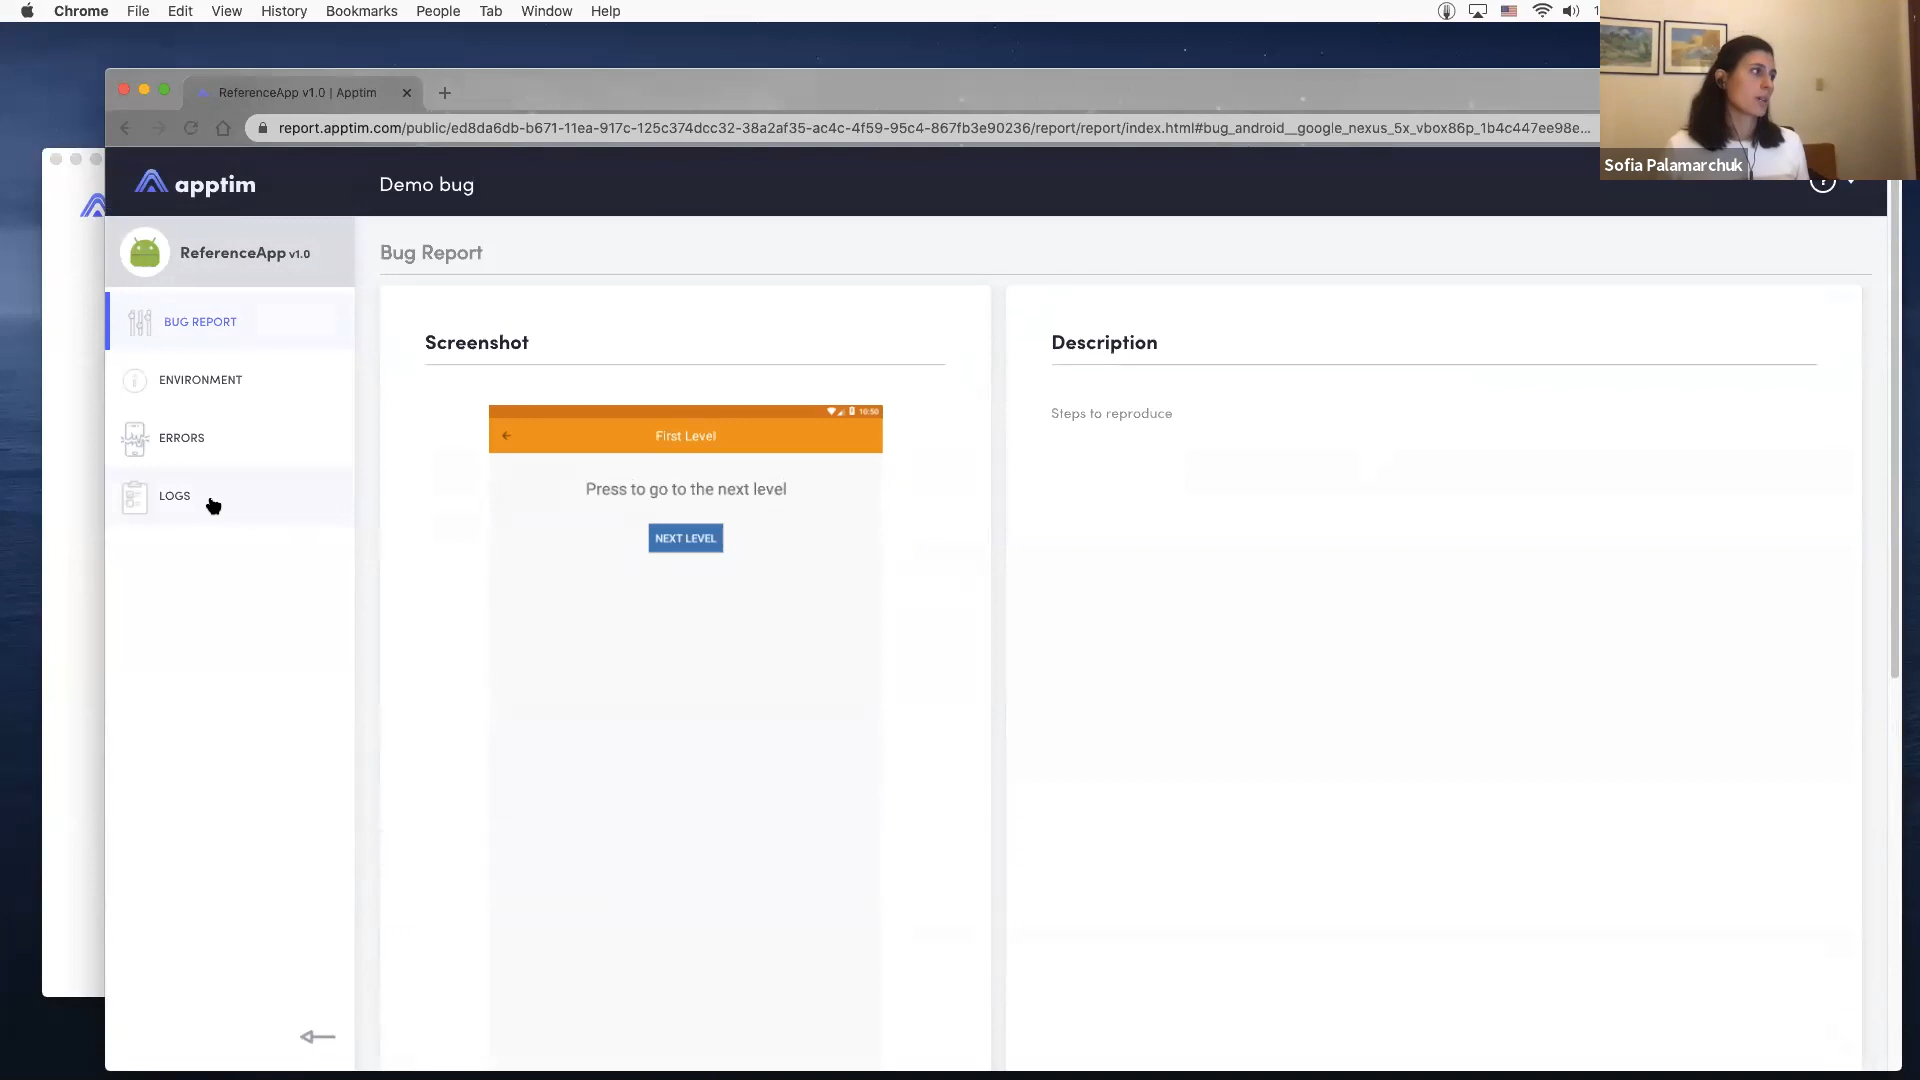 Chrome File Edit View History Bookmarks People Tab Window Help
ReferenceApp v1.0 | Apptim
report.apptim.com/public/ed8da6db-b671-11ea-917c-125c374dcc32-38a2af35-ac4c-4f59-95c4-867fb3e90236/report/report/index.html#bug_android__google_nexus_5x_vbox86p_1b4c447ee98e...
Sofia Palamarchuk
apptim
Demo bug
ReferenceApp v1.0
BUG REPORT
ENVIRONMENT
ERRORS
LOGS
Bug Report
Screenshot
10:50
First Level
Press to go to the next level
NEXT LEVEL
Description
Steps to reproduce